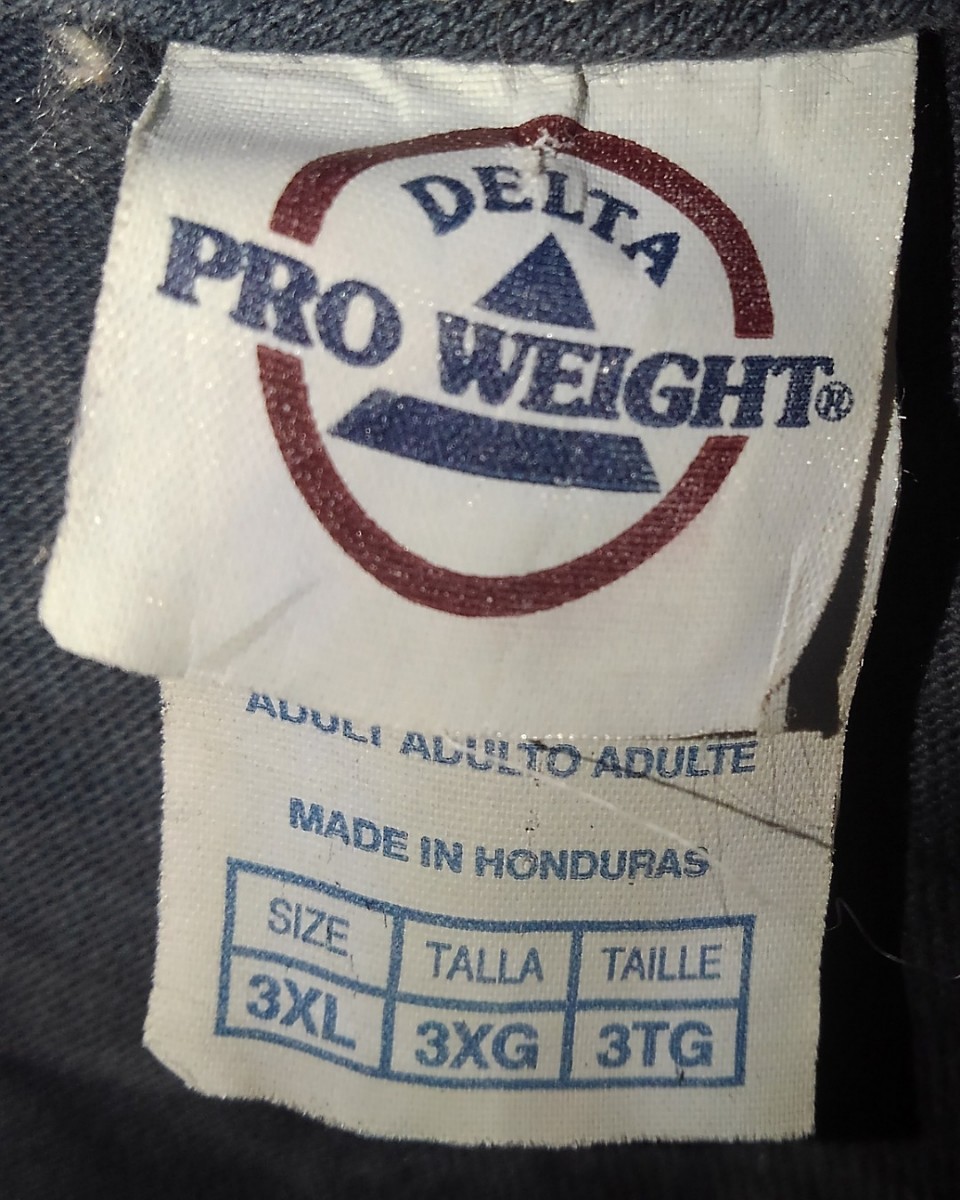 DELTA
PRO WEIGHT®
ADULT ADULTO ADULTE
MADE IN HONDURAS
SIZE TALLA TAILLE
3XL 3XG 3TG